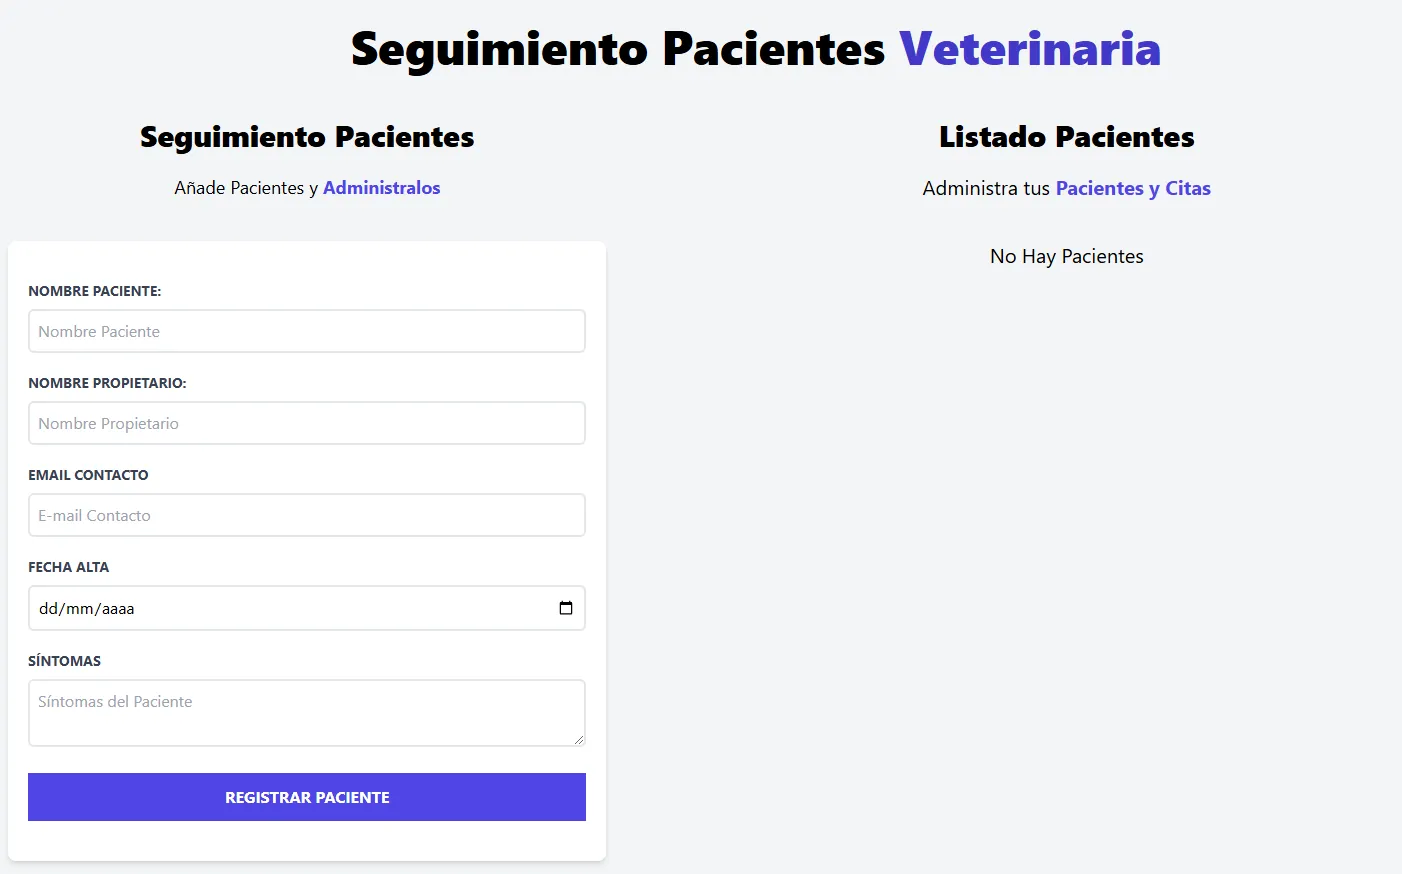 Seguimiento Pacientes Veterinaria
Seguimiento Pacientes
Añade Pacientes y Administralos
NOMBRE PACIENTE:
Nombre Paciente
NOMBRE PROPIETARIO:
Nombre Propietario
EMAIL CONTACTO
E-mail Contacto
FECHA ALTA
dd/mm/aaaa
SÍNTOMAS
Síntomas del Paciente
REGISTRAR PACIENTE
Listado Pacientes
Administra tus Pacientes y Citas
No Hay Pacientes